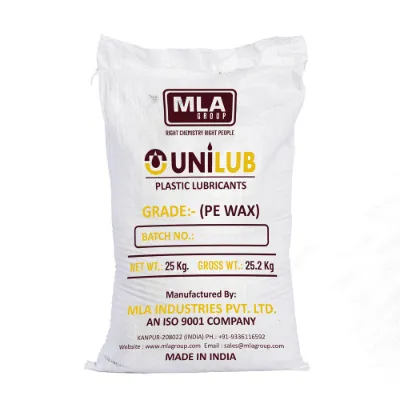 MLA
GROUP
RIGHT CHEMISTRY RIGHT PEOPLE
UNILUB
PLASTIC LUBRICANTS
GRADE:- (PE WAX)
BATCH NO.:
NET WT.: 25 Kg. GROSS WT.: 25.2 Kg
Manufactured By:
MLA INDUSTRIES PVT. LTD.
AN ISO 9001 COMPANY
KANPUR-208022 (INDIA) PH.: +91-9336116592
Website : www.mlagroup.com Email : sales@mlagroup.com
MADE IN INDIA